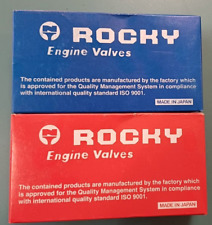 ROCKY
Engine Valves
The contained products are manufactured by the factory which
is approved for the Quality Management System in compliance
with international quality standard ISO 9001.
MADE IN JAPAN
ROCKY
Engine Valves
The contained products are manufactured by the factory which
is approved for the Quality Management System in compliance
with international quality standard ISO 9001.
MADE IN JAPAN